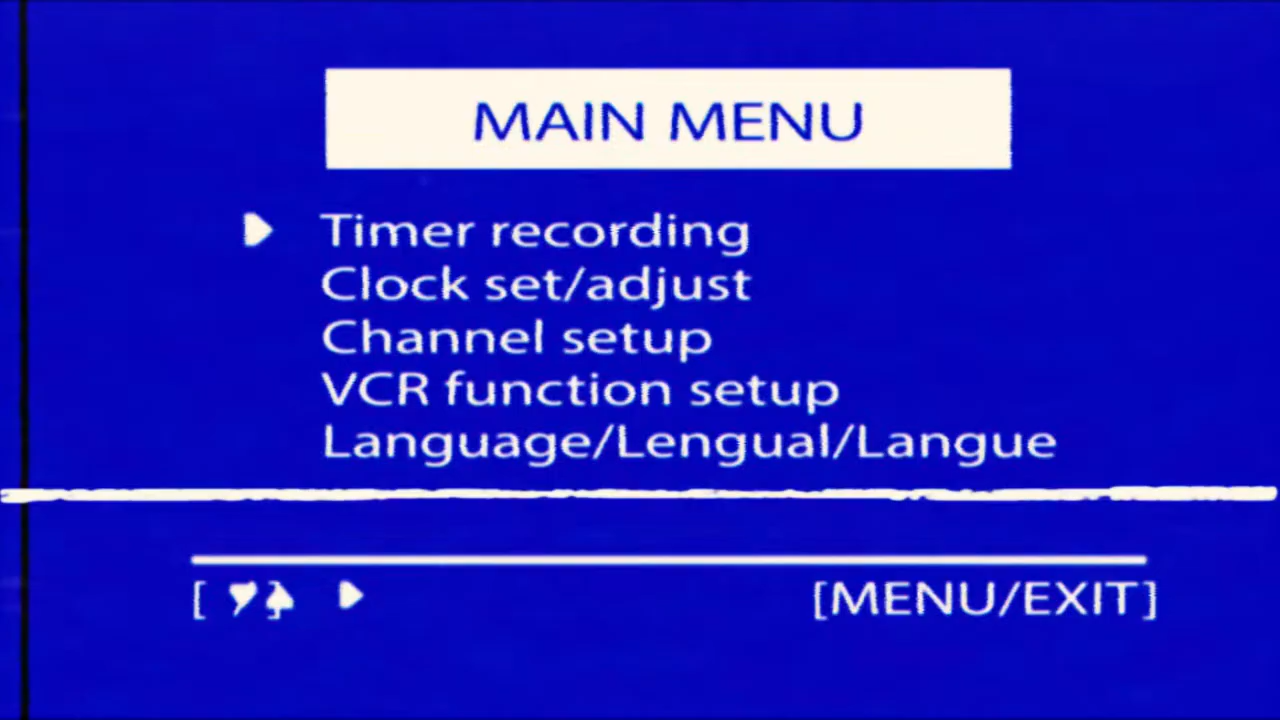 MAIN MENU
Timer recording
Clock set/adjust
Channel setup
VCR function setup
Language/Lengual/Langue
[ ] [MENU/EXIT]